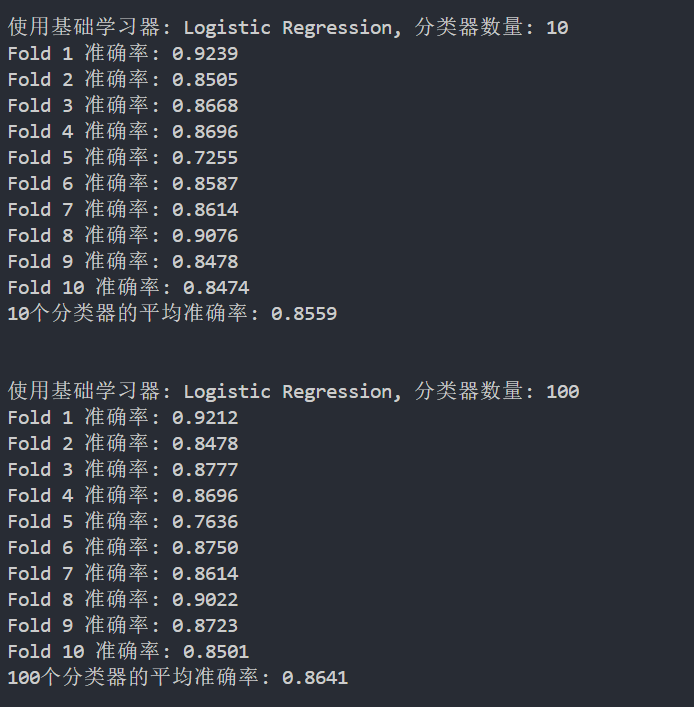 使用基础学习器: Logistic Regression, 分类器数量: 10
Fold 1 准确率: 0.9239
Fold 2 准确率: 0.8505
Fold 3 准确率: 0.8668
Fold 4 准确率: 0.8696
Fold 5 准确率: 0.7255
Fold 6 准确率: 0.8587
Fold 7 准确率: 0.8614
Fold 8 准确率: 0.9076
Fold 9 准确率: 0.8478
Fold 10 准确率: 0.8474
10个分类器的平均准确率: 0.8559
使用基础学习器: Logistic Regression, 分类器数量: 100
Fold 1 准确率: 0.9212
Fold 2 准确率: 0.8478
Fold 3 准确率: 0.8777
Fold 4 准确率: 0.8696
Fold 5 准确率: 0.7636
Fold 6 准确率: 0.8750
Fold 7 准确率: 0.8614
Fold 8 准确率: 0.9022
Fold 9 准确率: 0.8723
Fold 10 准确率: 0.8501
100个分类器的平均准确率: 0.8641